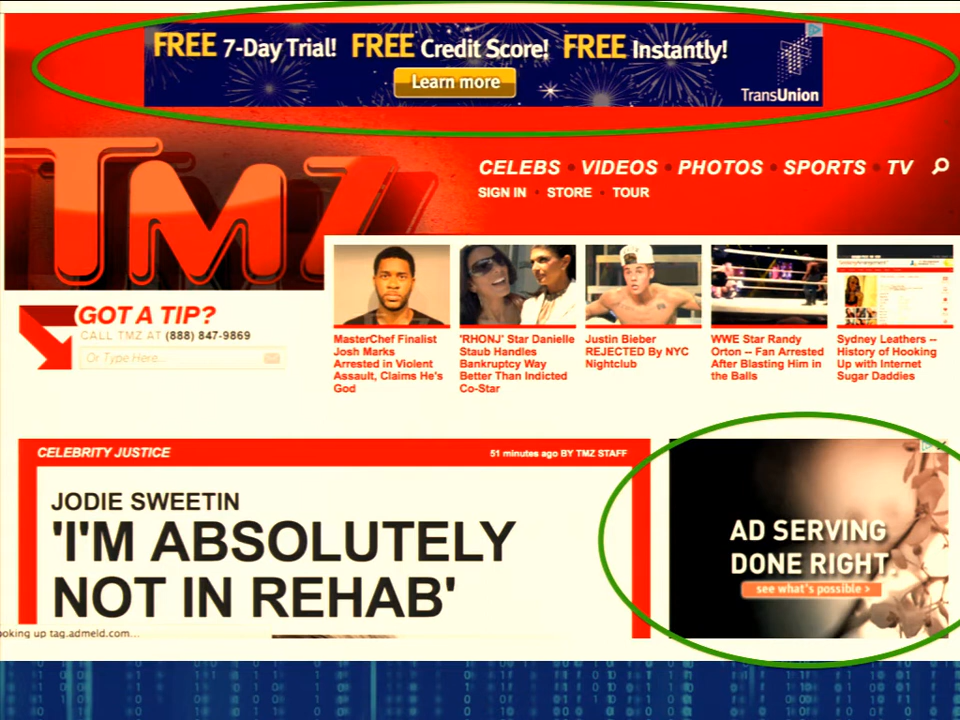 FREE 7-Day Trial! FREE Credit Score! FREE Instantly!
Learn more
TransUnion
TMZ
CELEBS • VIDEOS • PHOTOS • SPORTS • TV
SIGN IN • STORE • TOUR
GOT A TIP?
CALL TMZ AT (888) 847-9869
Or Type Here...
MasterChef Finalist
Josh Marks
Arrested in Violent
Assault, Claims He's
God
'RHONJ' Star Danielle
Staub Handles
Bankruptcy Way
Better Than Indicted
Co-Star
Justin Bieber
REJECTED By NYC
Nightclub
WWE Star Randy
Orton -- Fan Arrested
After Blasting Him in
the Balls
Sydney Leathers --
History of Hooking
Up with Internet
Sugar Daddies
CELEBRITY JUSTICE
51 minutes ago BY TMZ STAFF
JODIE SWEETIN
'I'M ABSOLUTELY
NOT IN REHAB'
AD SERVING
DONE RIGHT.
see what's possible >
ooking up tag.admeld.com...